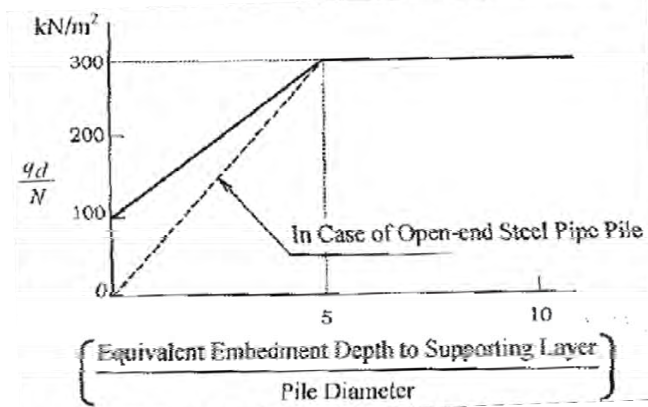 kN/m²
300
200
qd
N
100
In Case of Open-end Steel Pipe Pile
0
5
10
Equivalent Embedment Depth to Supporting Layer
Pile Diameter